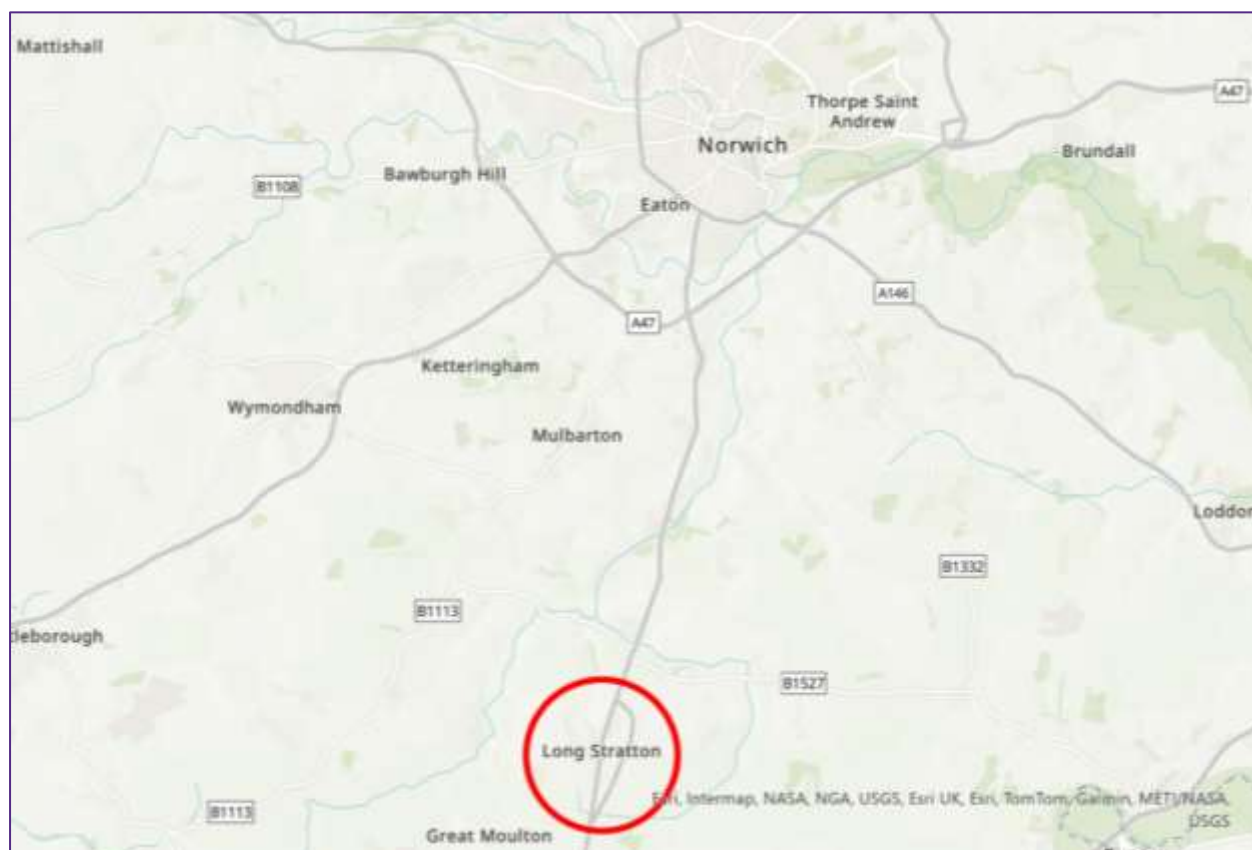 Mattishall
A47
Thorpe Saint
Andrew
Norwich
Brundall
Bawburgh Hill
B1108
Eaton
A146
A47
Ketteringham
Wymondham
Mulbarton
Loddon
B1332
B1113
tleborough
B1527
Long Stratton
Esri, Intermap, NASA, NGA, USGS, Esri UK, Esri, TomTom, Garmin, METI/NASA,
USGS
B1113
Great Moulton